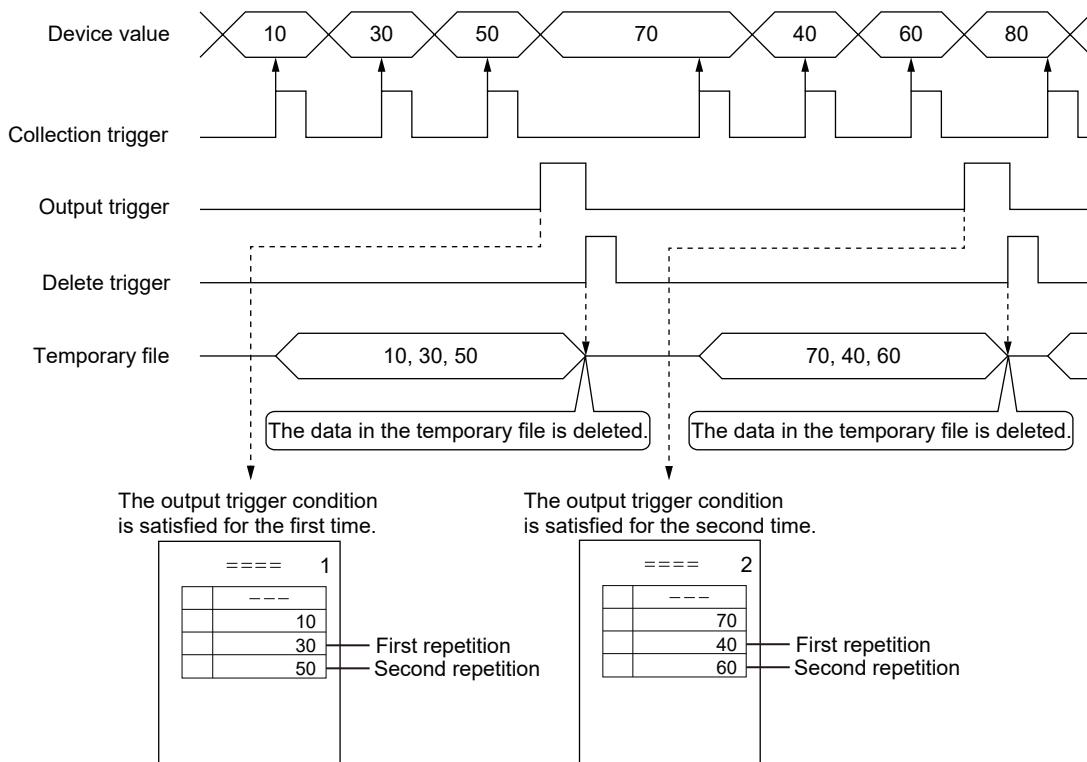 Device value
10
30
50
70
40
60
80
Collection trigger
Output trigger
Delete trigger
Temporary file
10, 30, 50
70, 40, 60
The data in the temporary file is deleted.
The data in the temporary file is deleted.
The output trigger condition
is satisfied for the first time.
The output trigger condition
is satisfied for the second time.
==== 1
---
10
30
First repetition
50
Second repetition
==== 2
---
70
40
First repetition
60
Second repetition